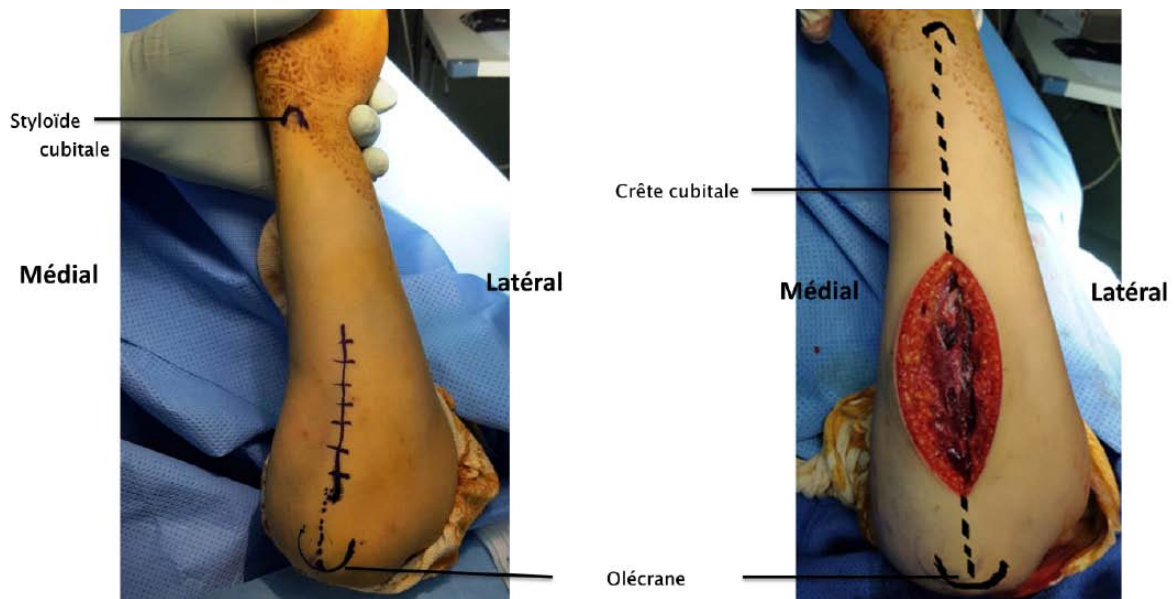 Styloïde
cubitale
Médial
Latéral
Crête cubitale
Médial
Latéral
Olécrane